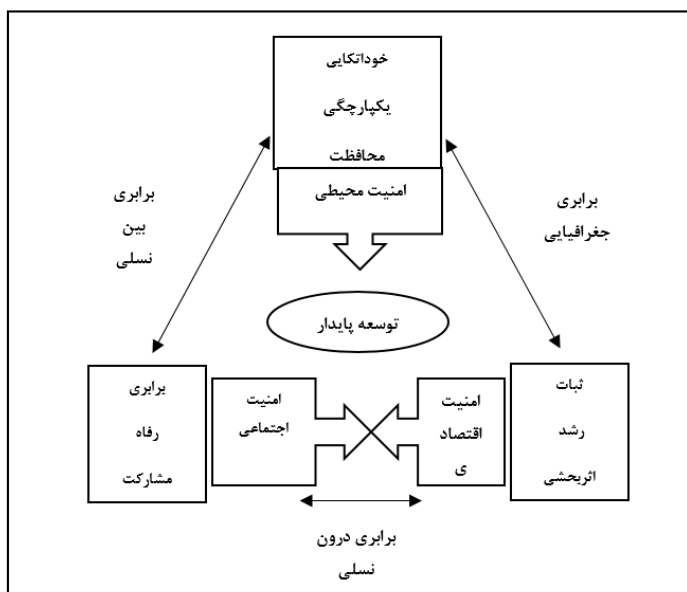 خوداتکایی
یکپارچگی
محافظت
امنیت محیطی
برابری
بین
نسلی
برابری
جغرافیایی
توسعه پایدار
ثبات
رشد
اثربخشی
امنیت
اقتصاد
ی
امنیت
اجتماعی
برابری
رفاه
مشارکت
برابری درون
نسلی